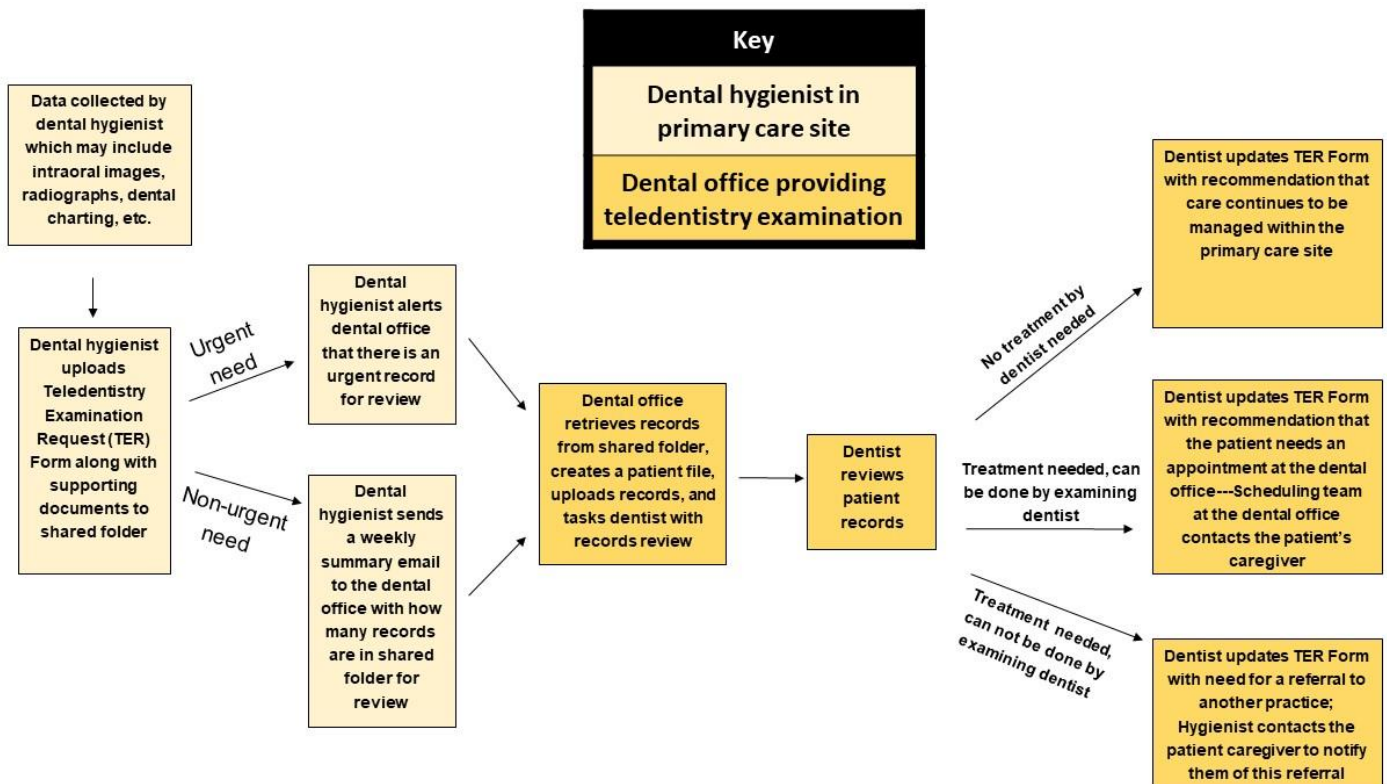 Key
Dental hygienist in
primary care site
Dental office providing
teledentistry examination
Data collected by
dental hygienist
which may include
intraoral images,
radiographs, dental
charting, etc.
Dental hygienist
uploads
Teledentistry
Examination
Request (TER)
Form along with
supporting
documents to
shared folder
Urgent
need
Non-urgent
need
Dental
hygienist alerts
dental office
that there is an
urgent record
for review
Dental
hygienist sends
a weekly
summary email
to the dental
office with how
many records
are in shared
folder for
review
Dental office
retrieves records
from shared folder,
creates a patient file,
uploads records, and
tasks dentist with
records review
Dentist
reviews
patient
records
No treatment by
dentist needed
Treatment needed, can
be done by examining
dentist
Treatment needed,
can not be done by
examining dentist
Dentist updates TER Form
with recommendation that
care continues to be
managed within the
primary care site
Dentist updates TER Form
with recommendation that
the patient needs an
appointment at the dental
office---Scheduling team
at the dental office
contacts the patient's
caregiver
Dentist updates TER Form
with need for a referral to
another practice;
Hygienist contacts the
patient caregiver to notify
them of this referral